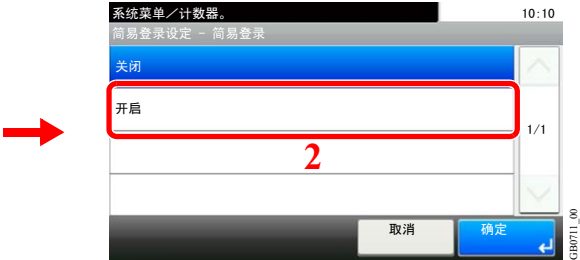 系统菜单／计数器。
10:10
简易登录设定 - 简易登录
关闭
开启
1/1
2
取消
确定
GB0711_00